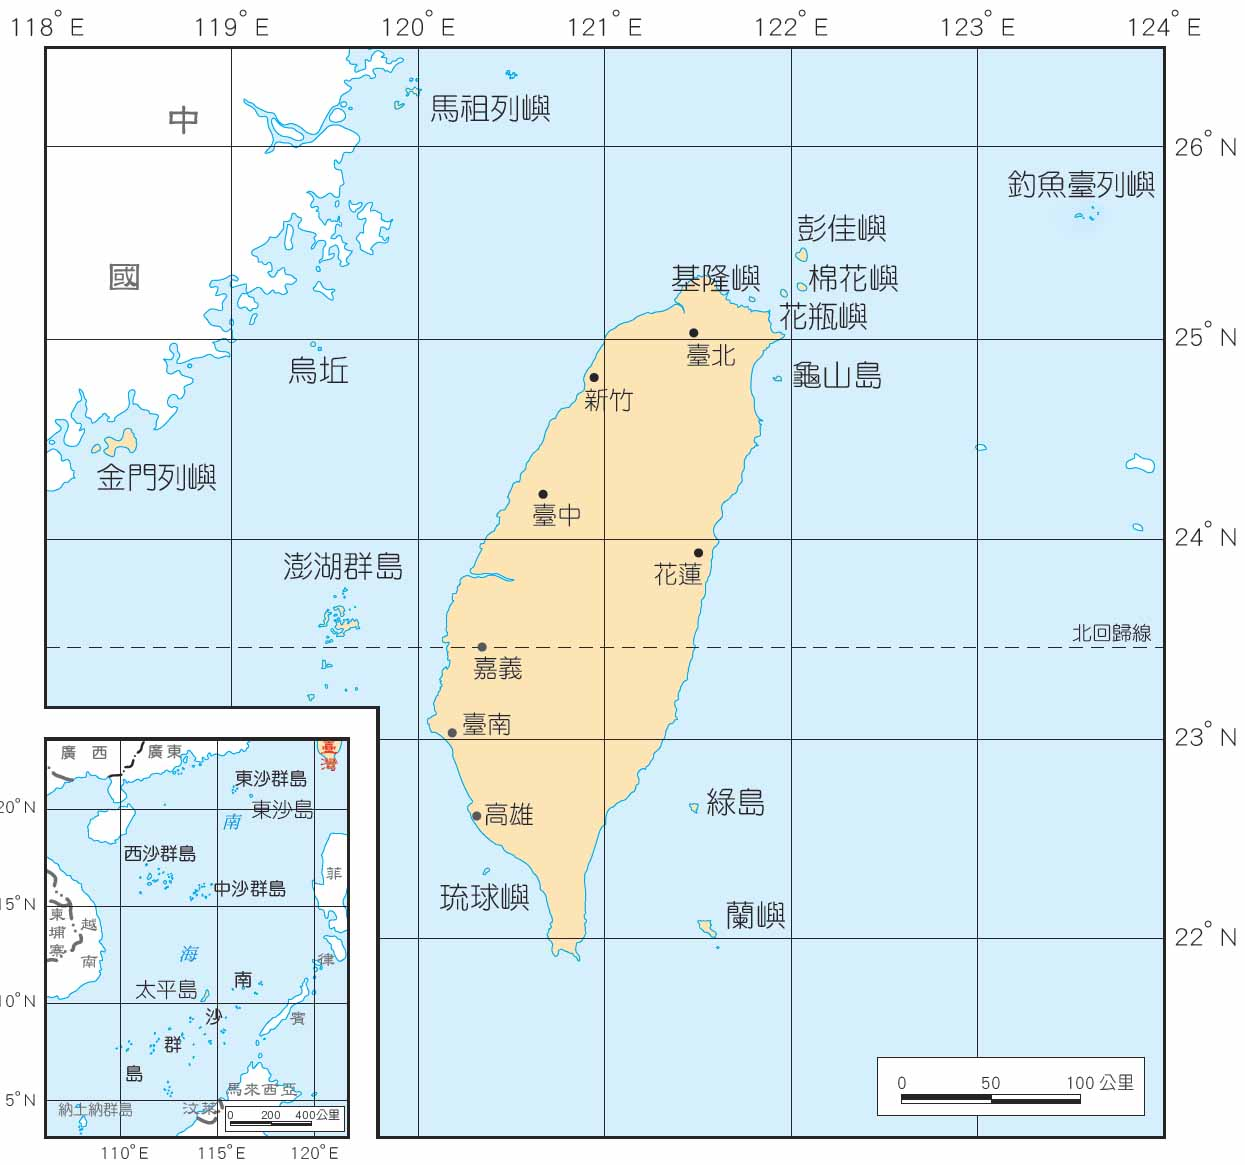 118° E
119° E
120° E
121° E
122° E
123° E
124° E
中
馬祖列嶼
26° N
釣魚臺列嶼
彭佳嶼
國
基隆嶼
棉花嶼
花瓶嶼
25° N
烏坵
臺北
龜山島
新竹
金門列嶼
臺中
24° N
澎湖群島
花蓮
北回歸線
嘉義
臺南
23° N
綠島
高雄
琉球嶼
蘭嶼
22° N
0 50 100 公里
廣西
廣東
臺灣
東沙群島
20° N
東沙島
南
西沙群島
菲
中沙群島
15° N
柬埔寨
越南
海
律
太平島
南
10° N
沙
賓
群
島
馬來西亞
5° N
納土納群島
汶萊
0 200 400公里
110° E
115° E
120° E